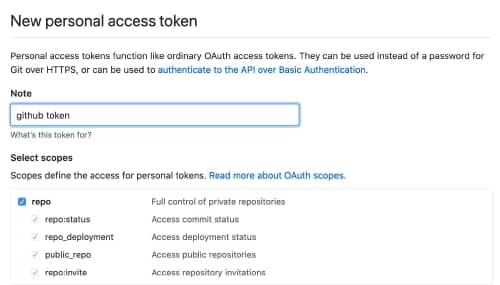 New personal access token
Personal access tokens function like ordinary OAuth access tokens. They can be used instead of a password for
Git over HTTPS, or can be used to authenticate to the API over Basic Authentication.
Note
github token
What's this token for?
Select scopes
Scopes define the access for personal tokens. Read more about OAuth scopes.
repo Full control of private repositories
repo:status Access commit status
repo_deployment Access deployment status
public_repo Access public repositories
repo:invite Access repository invitations